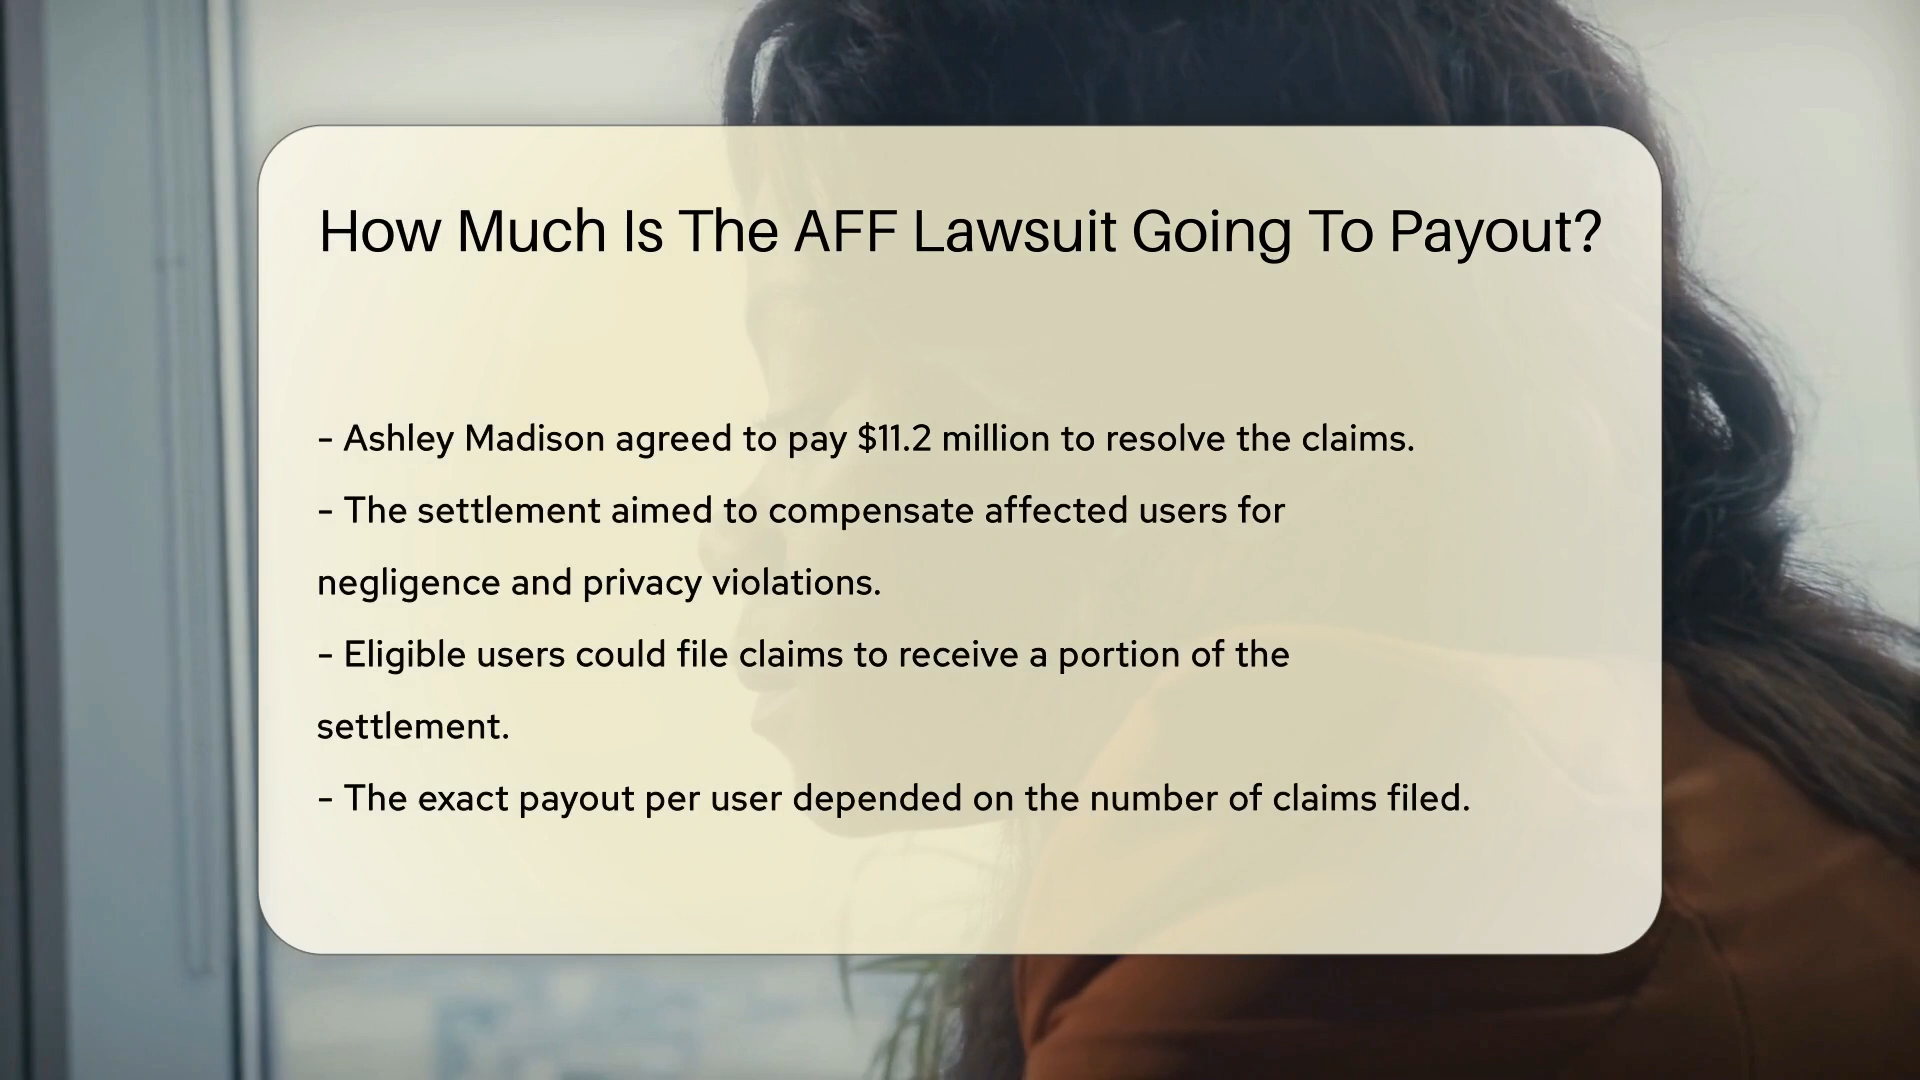 How Much Is The AFF Lawsuit Going To Payout?
- Ashley Madison agreed to pay $11.2 million to resolve the claims.
- The settlement aimed to compensate affected users for
negligence and privacy violations.
- Eligible users could file claims to receive a portion of the
settlement.
- The exact payout per user depended on the number of claims filed.